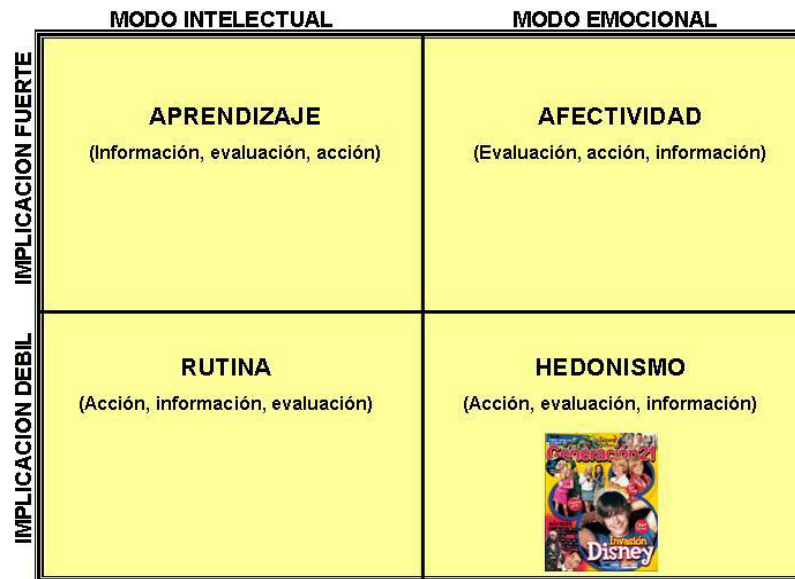 MODO INTELECTUAL
MODO EMOCIONAL
IMPLICACION FUERTE
APRENDIZAJE
(Información, evaluación, acción)
AFECTIVIDAD
(Evaluación, acción, información)
IMPLICACION DEBIL
RUTINA
(Acción, información, evaluación)
HEDONISMO
(Acción, evaluación, información)
Generación21
Invasión
Disney